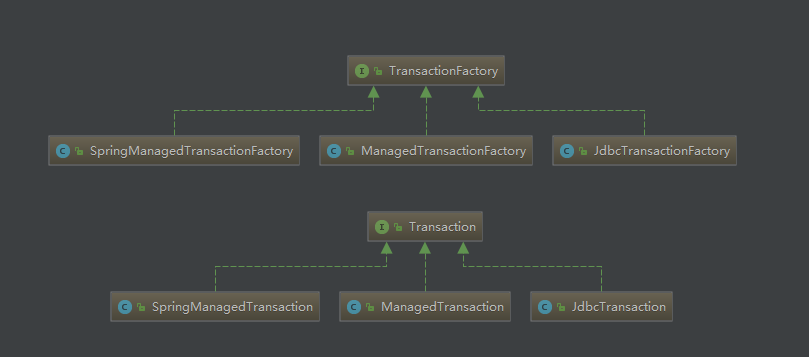 I TransactionFactory
C SpringManagedTransactionFactory C ManagedTransactionFactory C JdbcTransactionFactory
I Transaction
C SpringManagedTransaction C ManagedTransaction C JdbcTransaction